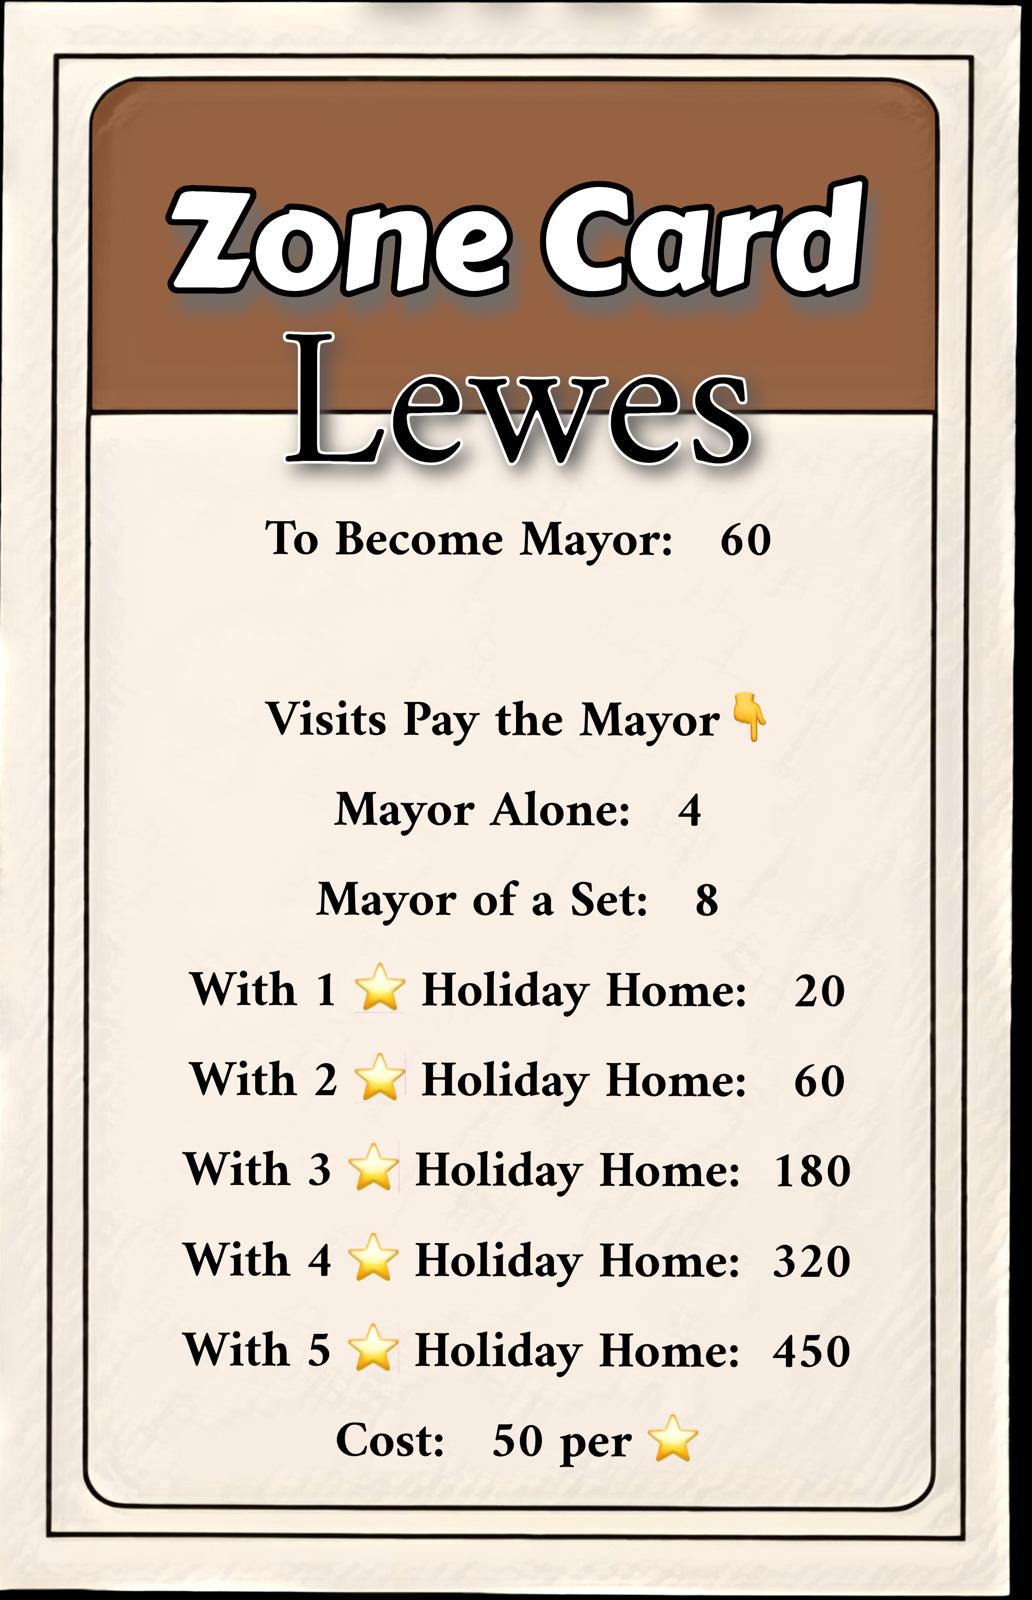 Zone Card
Lewes
To Become Mayor: 60
Visits Pay the Mayor👇
Mayor Alone: 4
Mayor of a Set: 8
With 1 ⭐ Holiday Home: 20
With 2 ⭐ Holiday Home: 60
With 3 ⭐ Holiday Home: 180
With 4 ⭐ Holiday Home: 320
With 5 ⭐ Holiday Home: 450
Cost: 50 per ⭐